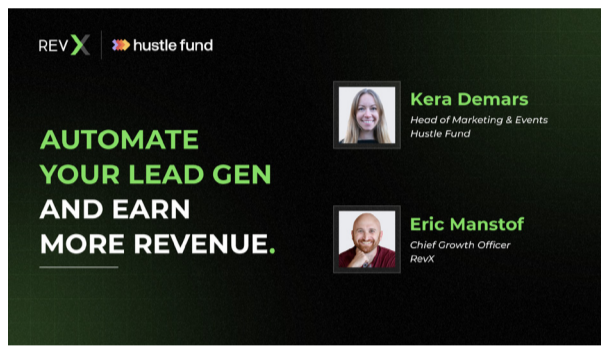 REVX
hustle fund
AUTOMATE
YOUR LEAD GEN
AND EARN
MORE REVENUE.
Kera Demars
Head of Marketing & Events
Hustle Fund
Eric Manstof
Chief Growth Officer
RevX